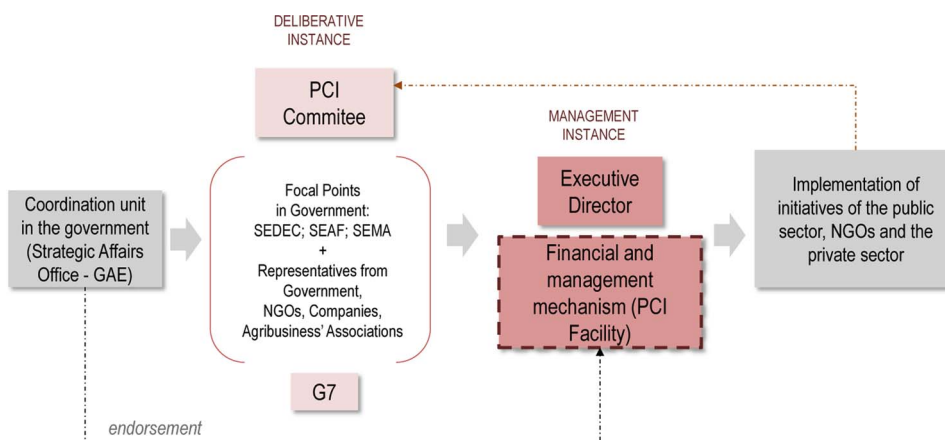 DELIBERATIVE
INSTANCE
PCI
Commitee
MANAGEMENT
INSTANCE
Coordination unit
in the government
(Strategic Affairs
Office - GAE)
Focal Points
in Government:
SEDEC; SEAF; SEMA
+
Representatives from
Government,
NGOs, Companies,
Agribusiness' Associations
G7
Executive
Director
Financial and
management
mechanism (PCI
Facility)
Implementation of
initiatives of the public
sector, NGOs and the
private sector
endorsement